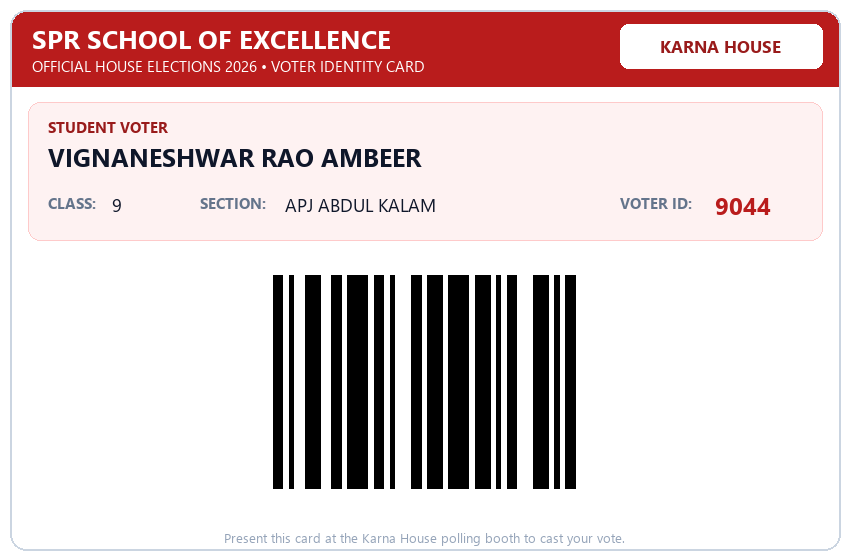 SPR SCHOOL OF EXCELLENCE
OFFICIAL HOUSE ELECTIONS 2026 • VOTER IDENTITY CARD
KARNA HOUSE
STUDENT VOTER
VIGNANESHWAR RAO AMBEER
CLASS: 9 SECTION: APJ ABDUL KALAM VOTER ID: 9044
Present this card at the Karna House polling booth to cast your vote.